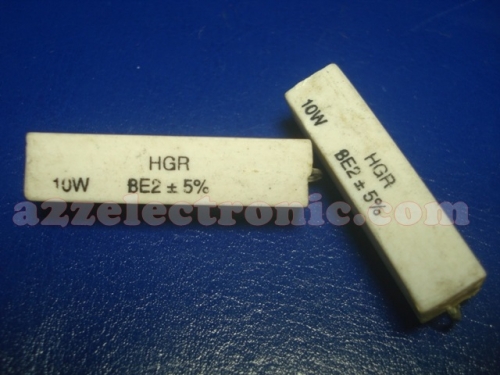 HGR
10W 8E2 ± 5%
10W HGR
8E2 ± 5%
azzelectronic.com